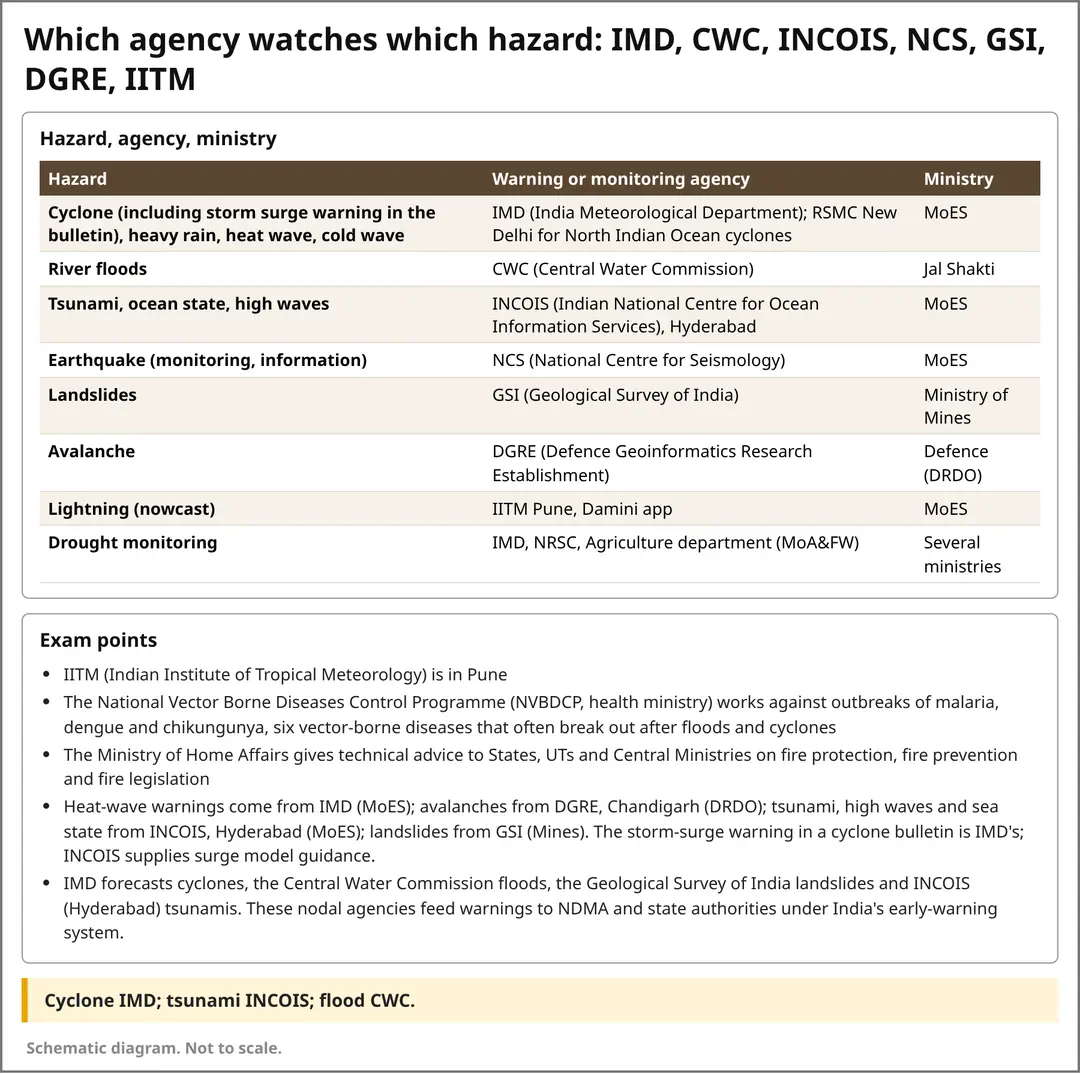 Which agency watches which hazard: IMD, CWC, INCOIS, NCS, GSI,
DGRE, IITM
Hazard, agency, ministry
Hazard Warning or monitoring agency Ministry
Cyclone (including storm surge warning in the IMD (India Meteorological Department); RSMC New MoES
bulletin), heavy rain, heat wave, cold wave Delhi for North Indian Ocean cyclones
River floods CWC (Central Water Commission) Jal Shakti
Tsunami, ocean state, high waves INCOIS (Indian National Centre for Ocean MoES
Information Services), Hyderabad
Earthquake (monitoring, information) NCS (National Centre for Seismology) MoES
Landslides GSI (Geological Survey of India) Ministry of
Mines
Avalanche DGRE (Defence Geoinformatics Research Defence
Establishment) (DRDO)
Lightning (nowcast) IITM Pune, Damini app MoES
Drought monitoring IMD, NRSC, Agriculture department (MoA&FW) Several
ministries
Exam points
• IITM (Indian Institute of Tropical Meteorology) is in Pune
• The National Vector Borne Diseases Control Programme (NVBDCP, health ministry) works against outbreaks of malaria,
dengue and chikungunya, six vector-borne diseases that often break out after floods and cyclones
• The Ministry of Home Affairs gives technical advice to States, UTs and Central Ministries on fire protection, fire prevention
and fire legislation
• Heat-wave warnings come from IMD (MoES); avalanches from DGRE, Chandigarh (DRDO); tsunami, high waves and sea
state from INCOIS, Hyderabad (MoES); landslides from GSI (Mines). The storm-surge warning in a cyclone bulletin is IMD's;
INCOIS supplies surge model guidance.
• IMD forecasts cyclones, the Central Water Commission floods, the Geological Survey of India landslides and INCOIS
(Hyderabad) tsunamis. These nodal agencies feed warnings to NDMA and state authorities under India's early-warning
system.
Cyclone IMD; tsunami INCOIS; flood CWC.
Schematic diagram. Not to scale.